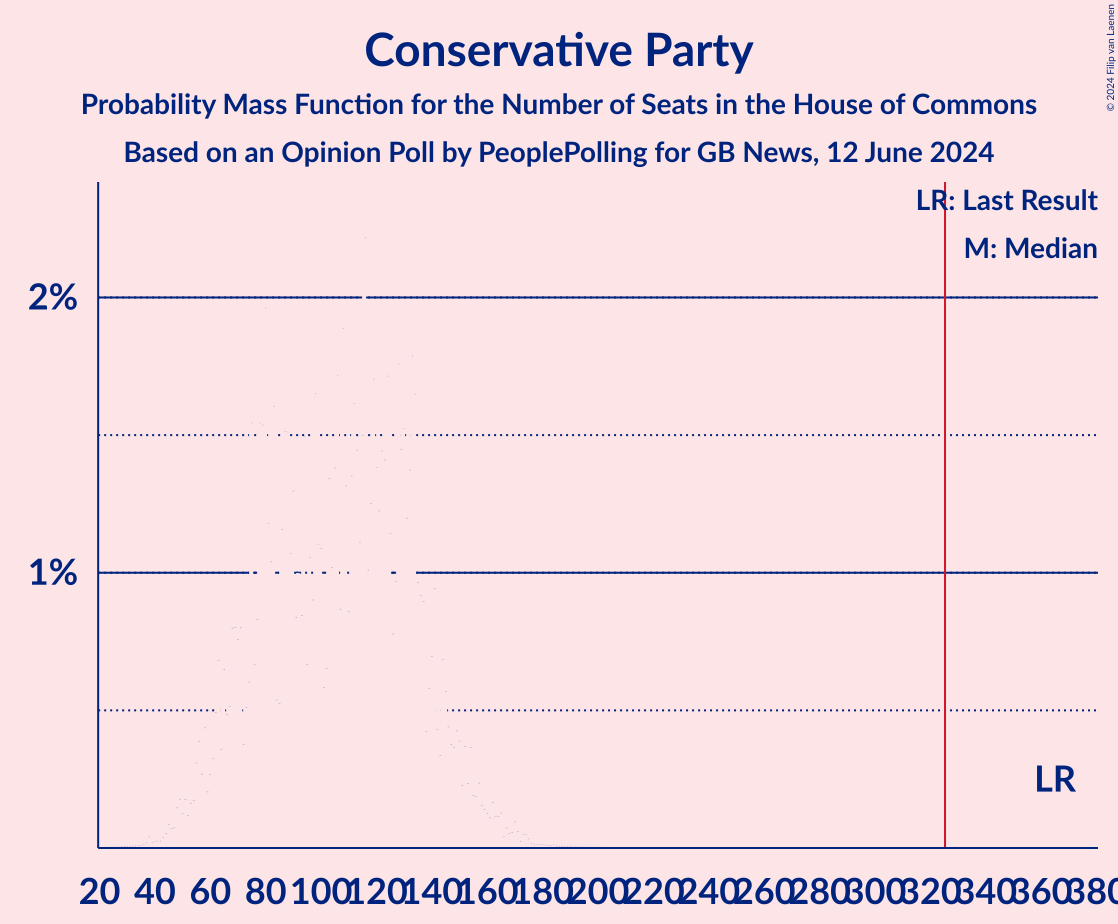 Conservative Party
Probability Mass Function for the Number of Seats in the House of Commons
Based on an Opinion Poll by PeoplePolling for GB News, 12 June 2024
© 2024 Filip van Laenen
LR: Last Result
M: Median
2%
1%
LR
20 40 60 80 100 120 140 160 180 200 220 240 260 280 300 320 340 360 380